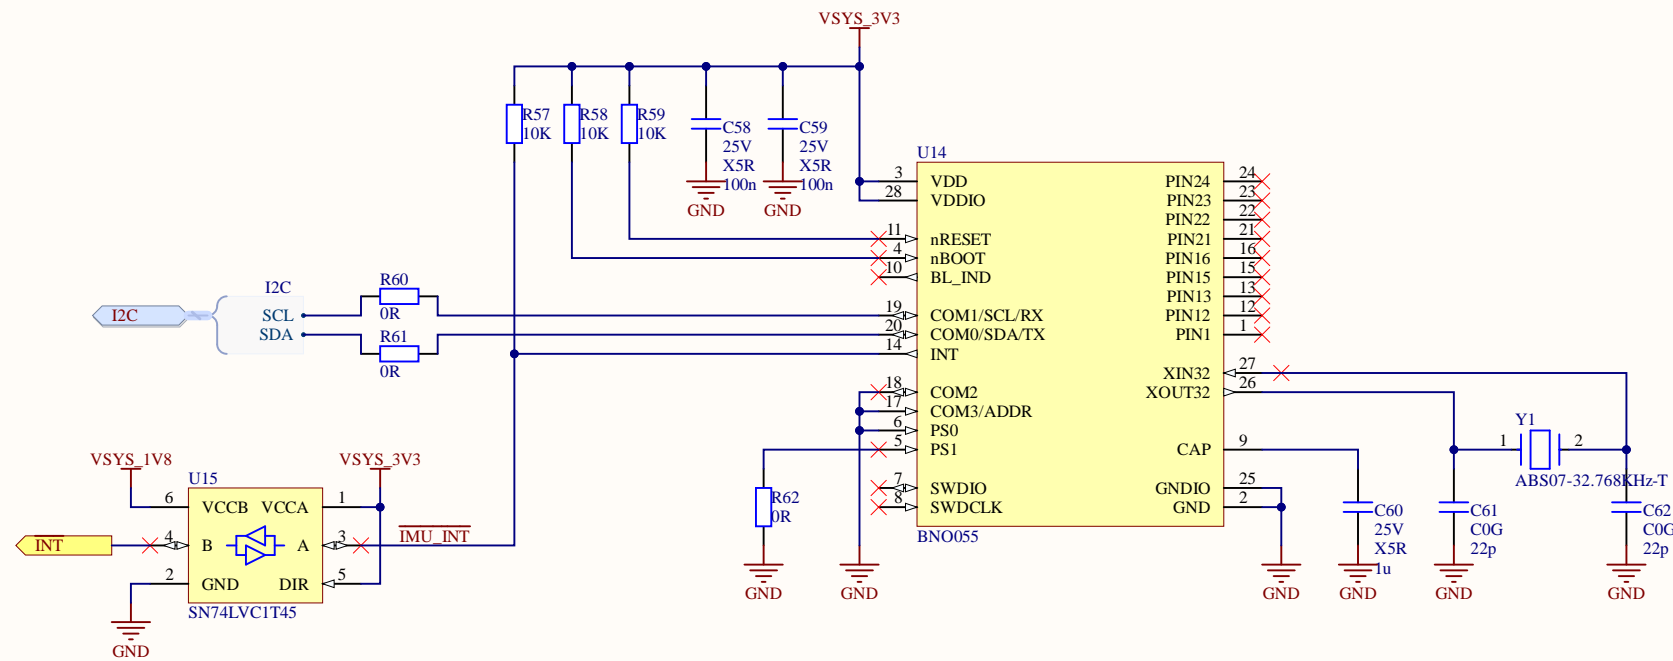 VSYS_3V3
R57
10K
R58
10K
R59
10K
C58
25V
X5R
100n
GND
C59
25V
X5R
100n
GND
U14
3 VDD
28 VDDIO
11 nRESET
4 nBOOT
10 BL_IND
19 COM1/SCL/RX
20 COM0/SDA/TX
14 INT
18 COM2
17 COM3/ADDR
6 PS0
5 PS1
7 SWDIO
8 SWDCLK
PIN24 24
PIN23 23
PIN22 22
PIN21 21
PIN16 16
PIN15 15
PIN13 13
PIN12 12
PIN1 1
XIN32 27
XOUT32 26
CAP 9
GNDIO 25
GND 2
BNO055
I2C
I2C
SCL
SDA
R60
0R
R61
0R
VSYS_1V8
VSYS_3V3
U15
6 VCCB VCCA 1
INT
4 B A 3
IMU_INT
2 GND DIR 5
SN74LVC1T45
GND
R62
0R
GND
GND
GND
C60
25V
X5R
1u
GND
Y1
1 2
ABS07-32.768KHz-T
C61
C0G
22p
GND
C62
C0G
22p
GND